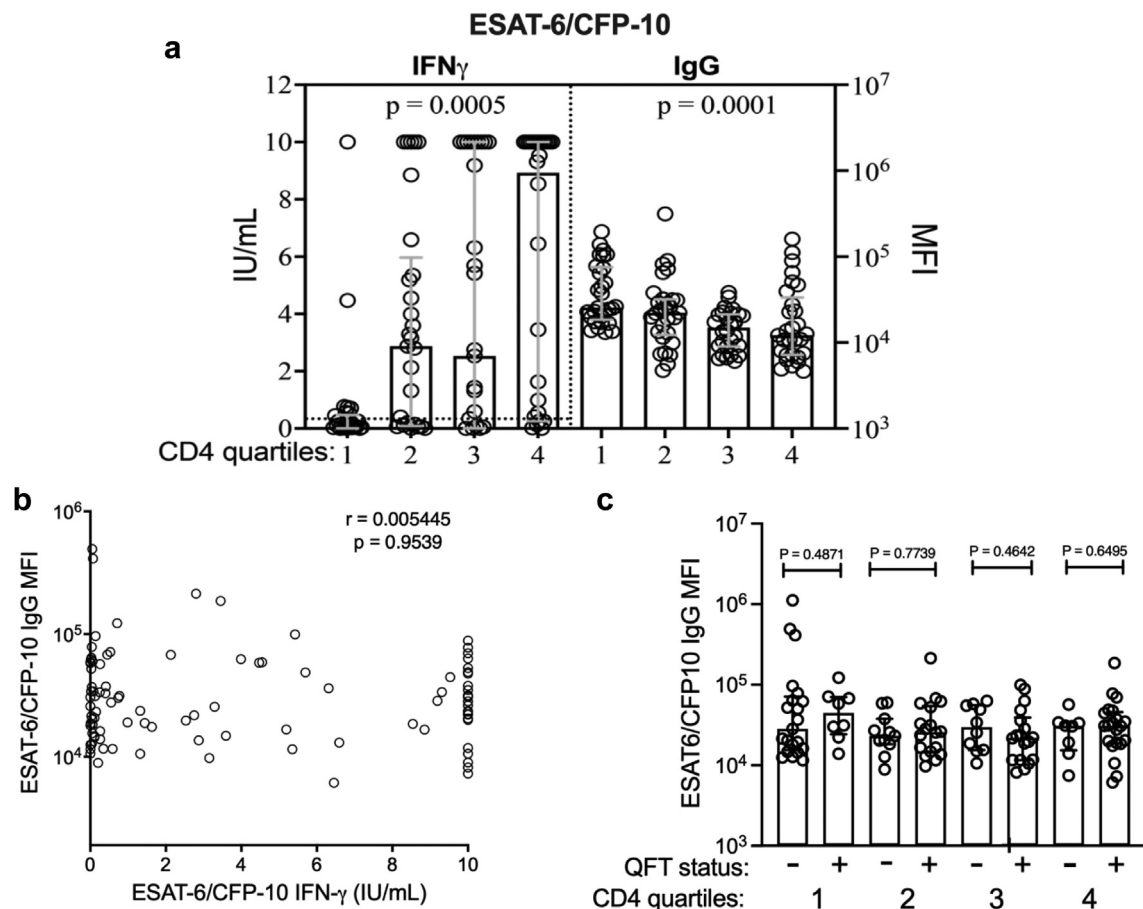 ESAT-6/CFP-10
a
IFNγ
IgG
p = 0.0005
p = 0.0001
12
10
8
6
4
2
0
IU/mL
10⁷
10⁶
10⁵
10⁴
10³
MFI
CD4 quartiles: 1 2 3 4 1 2 3 4
b
r = 0.005445
p = 0.9539
10⁶
10⁵
10⁴
ESAT-6/CFP-10 IgG MFI
0 2 4 6 8 10
ESAT-6/CFP-10 IFN-γ (IU/mL)
c
P = 0.4871
P = 0.7739
P = 0.4642
P = 0.6495
10⁷
10⁶
10⁵
10⁴
10³
ESAT6/CFP10 IgG MFI
QFT status: - + - + - + - +
CD4 quartiles: 1 2 3 4